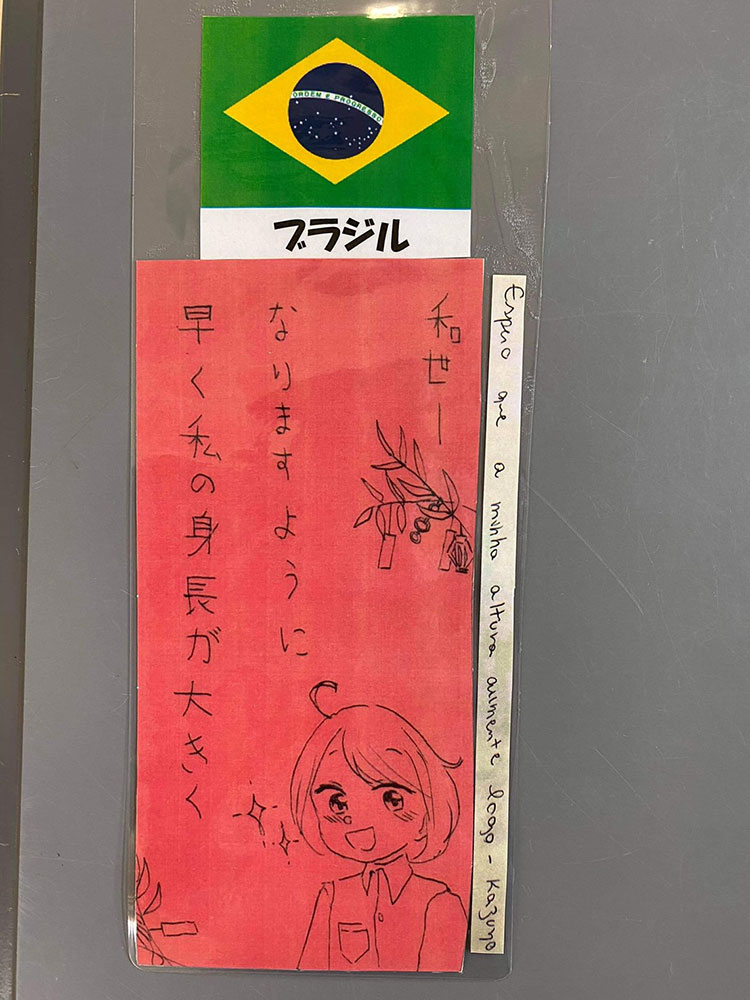 ORDEM E PROGRESSO
ブラジル
早く私の身長が大きく
なりますように
和世ー
Espero que a minha altura aumente logo - Kazuyo